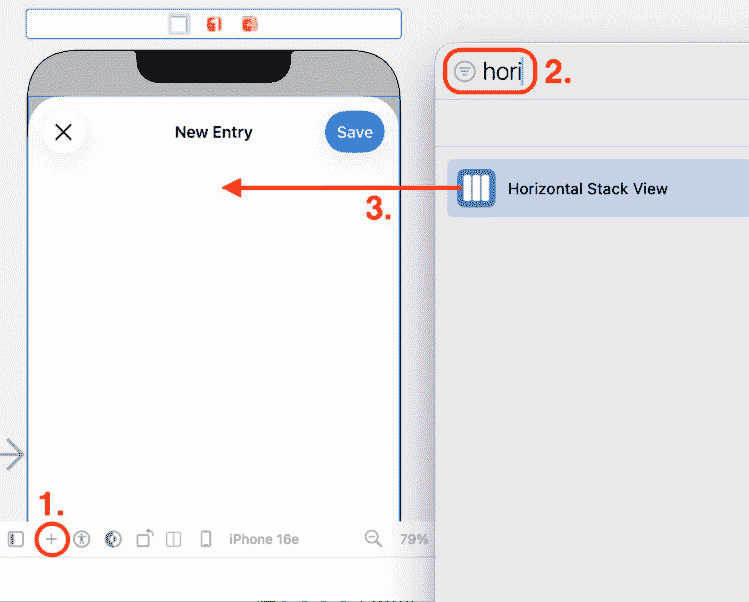 hori
2.
New Entry
Save
Horizontal Stack View
3.
1.
iPhone 16e
79%